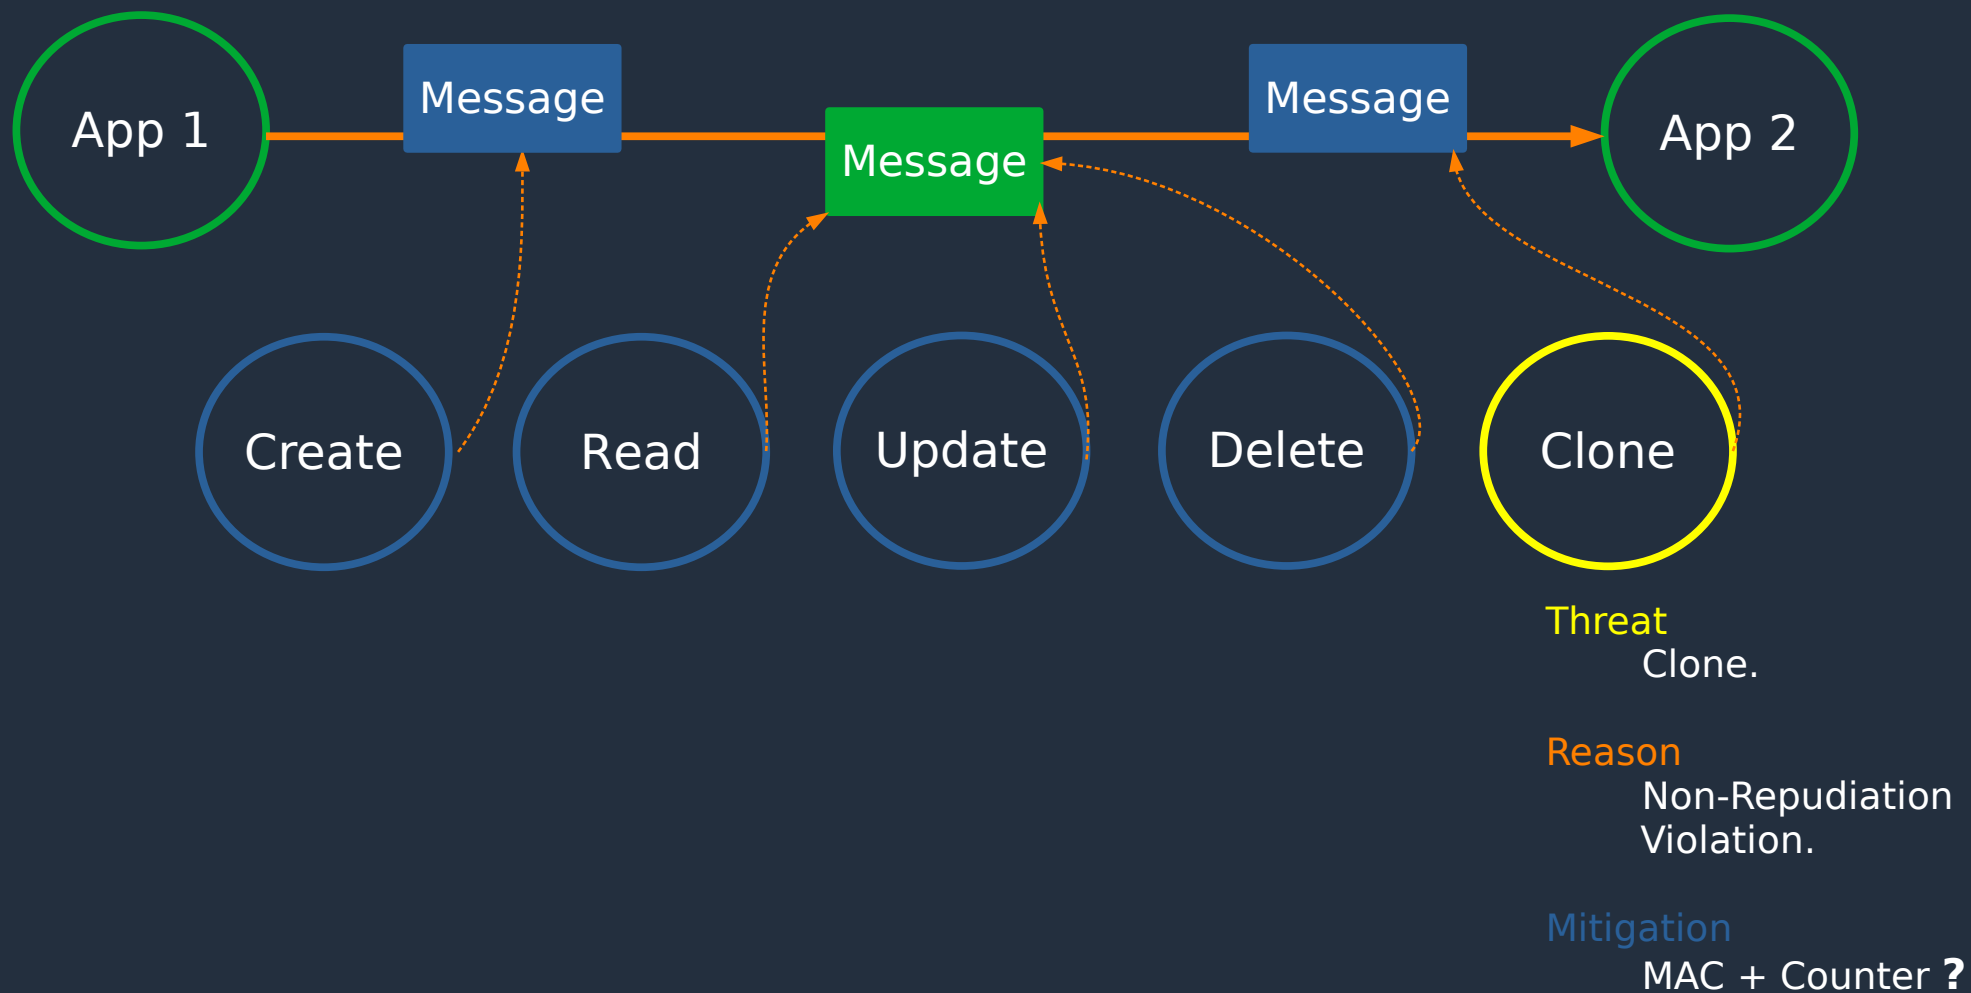 App 1
Message
Message
Message
App 2
Create
Read
Update
Delete
Clone
Threat
Clone.
Reason
Non-Repudiation
Violation.
Mitigation
MAC + Counter ?